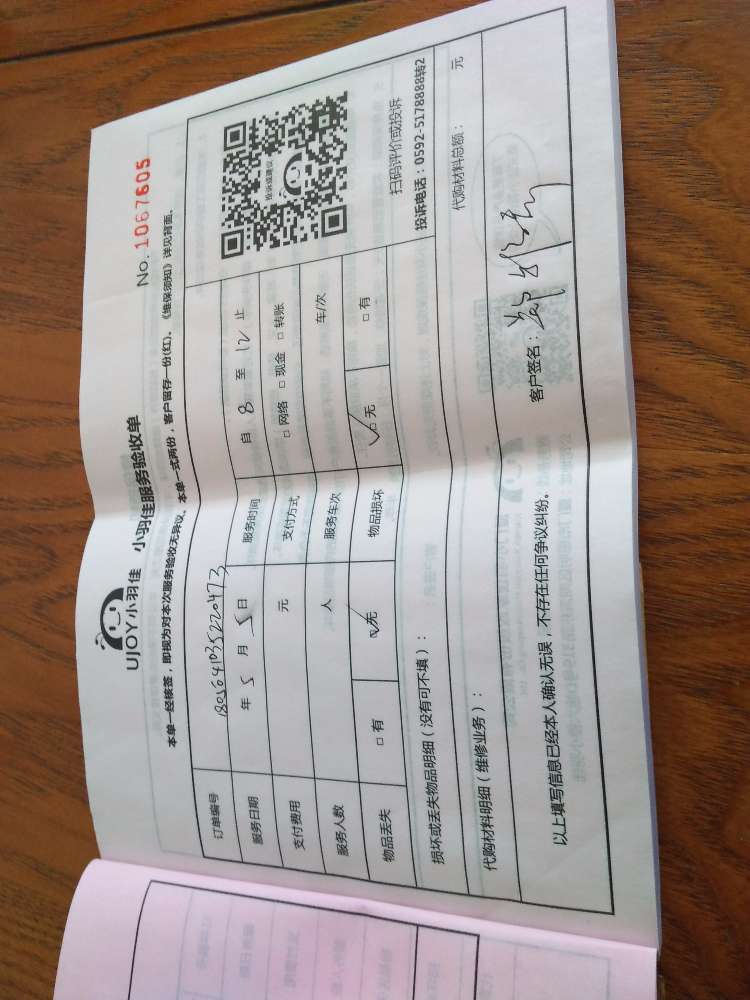 No. 1067605
UJOY小羽佳 小羽佳服务验收单
本单一经核签，即视为对本次服务验收无异议。本单一式两份，客户留存一份(红)。《维保须知》详见背面。
订单编号
服务日期 年 5 月 5 日 服务时间 自 8 至 12 止
支付费用 元 支付方式 □ 网络 □ 现金 □ 转账
服务人数 人 服务车次 车/次
物品丢失 □ 有 ☑ 无 物品损坏 ☑ 无 □ 有
投诉或建议
扫码评价或投诉
投诉电话：0592-5178888转2
损坏或丢失物品明细（没有可不填）：
代购材料明细（维修业务）： 代购材料总额： 元
以上填写信息已经本人确认无误，不存在任何争议纠纷。 客户签名：